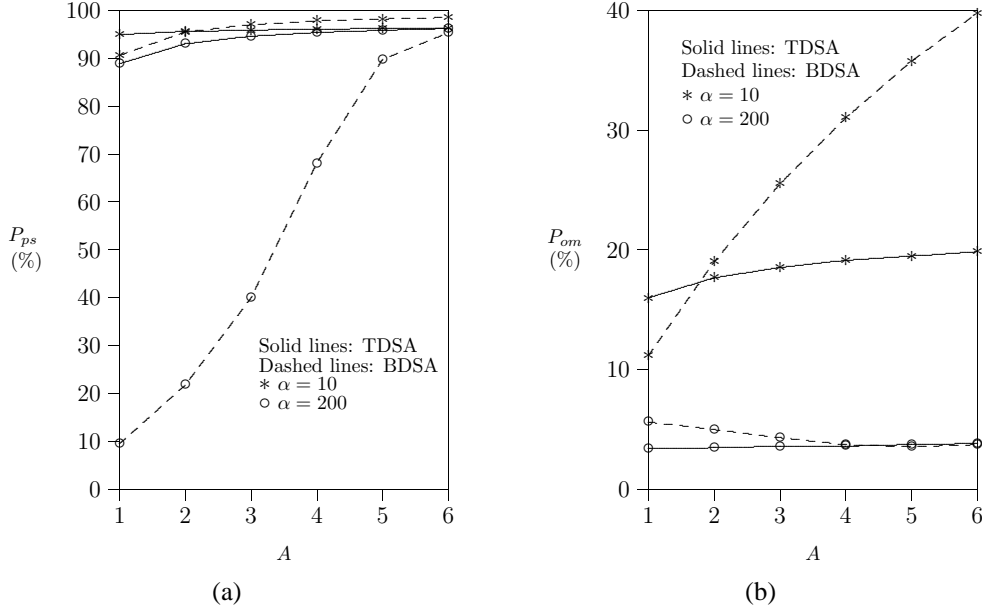 100
90
80
70
60
50
40
30
20
10
0
P_ps
(%)
Solid lines: TDSA
Dashed lines: BDSA
* α = 10
○ α = 200
1 2 3 4 5 6
A
(a)
40
30
20
10
0
P_om
(%)
Solid lines: TDSA
Dashed lines: BDSA
* α = 10
○ α = 200
1 2 3 4 5 6
A
(b)